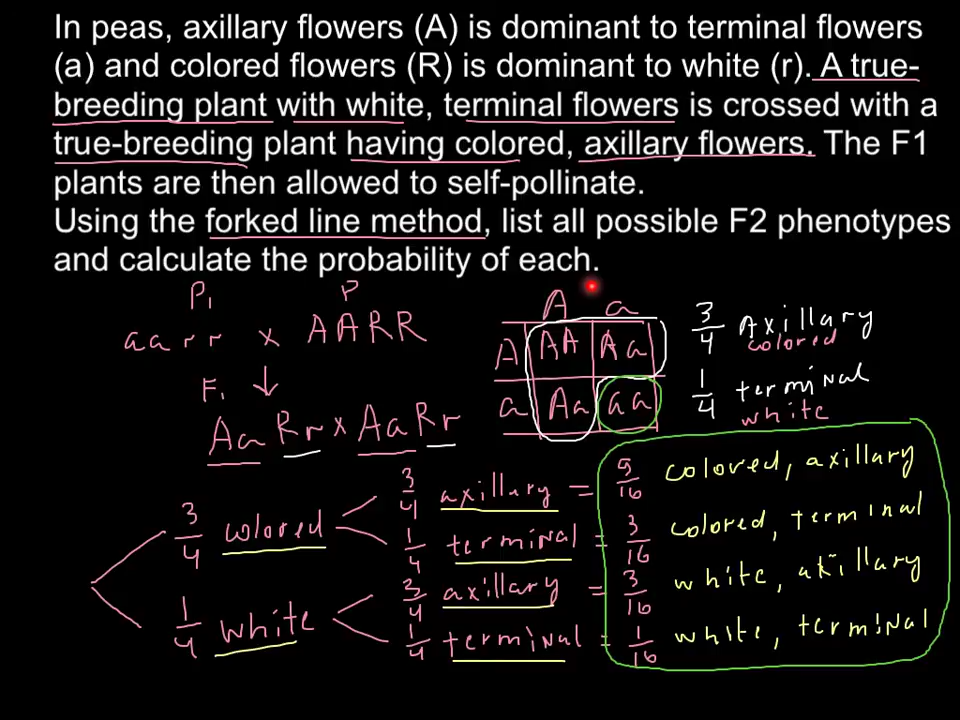 In peas, axillary flowers (A) is dominant to terminal flowers
(a) and colored flowers (R) is dominant to white (r). A true-
breeding plant with white, terminal flowers is crossed with a
true-breeding plant having colored, axillary flowers. The F1
plants are then allowed to self-pollinate.
Using the forked line method, list all possible F2 phenotypes
and calculate the probability of each.
P1 P
aarr x AARR
F1
AaRr x AaRr
A a
A AA Aa
a Aa aa
3/4 Axillary
colored
1/4 terminal
white
3/4 colored
3/4 axillary = 9/16 colored, axillary
1/4 terminal = 3/16 colored, terminal
1/4 white
3/4 axillary = 3/16 white, axillary
1/4 terminal = 1/16 white, terminal